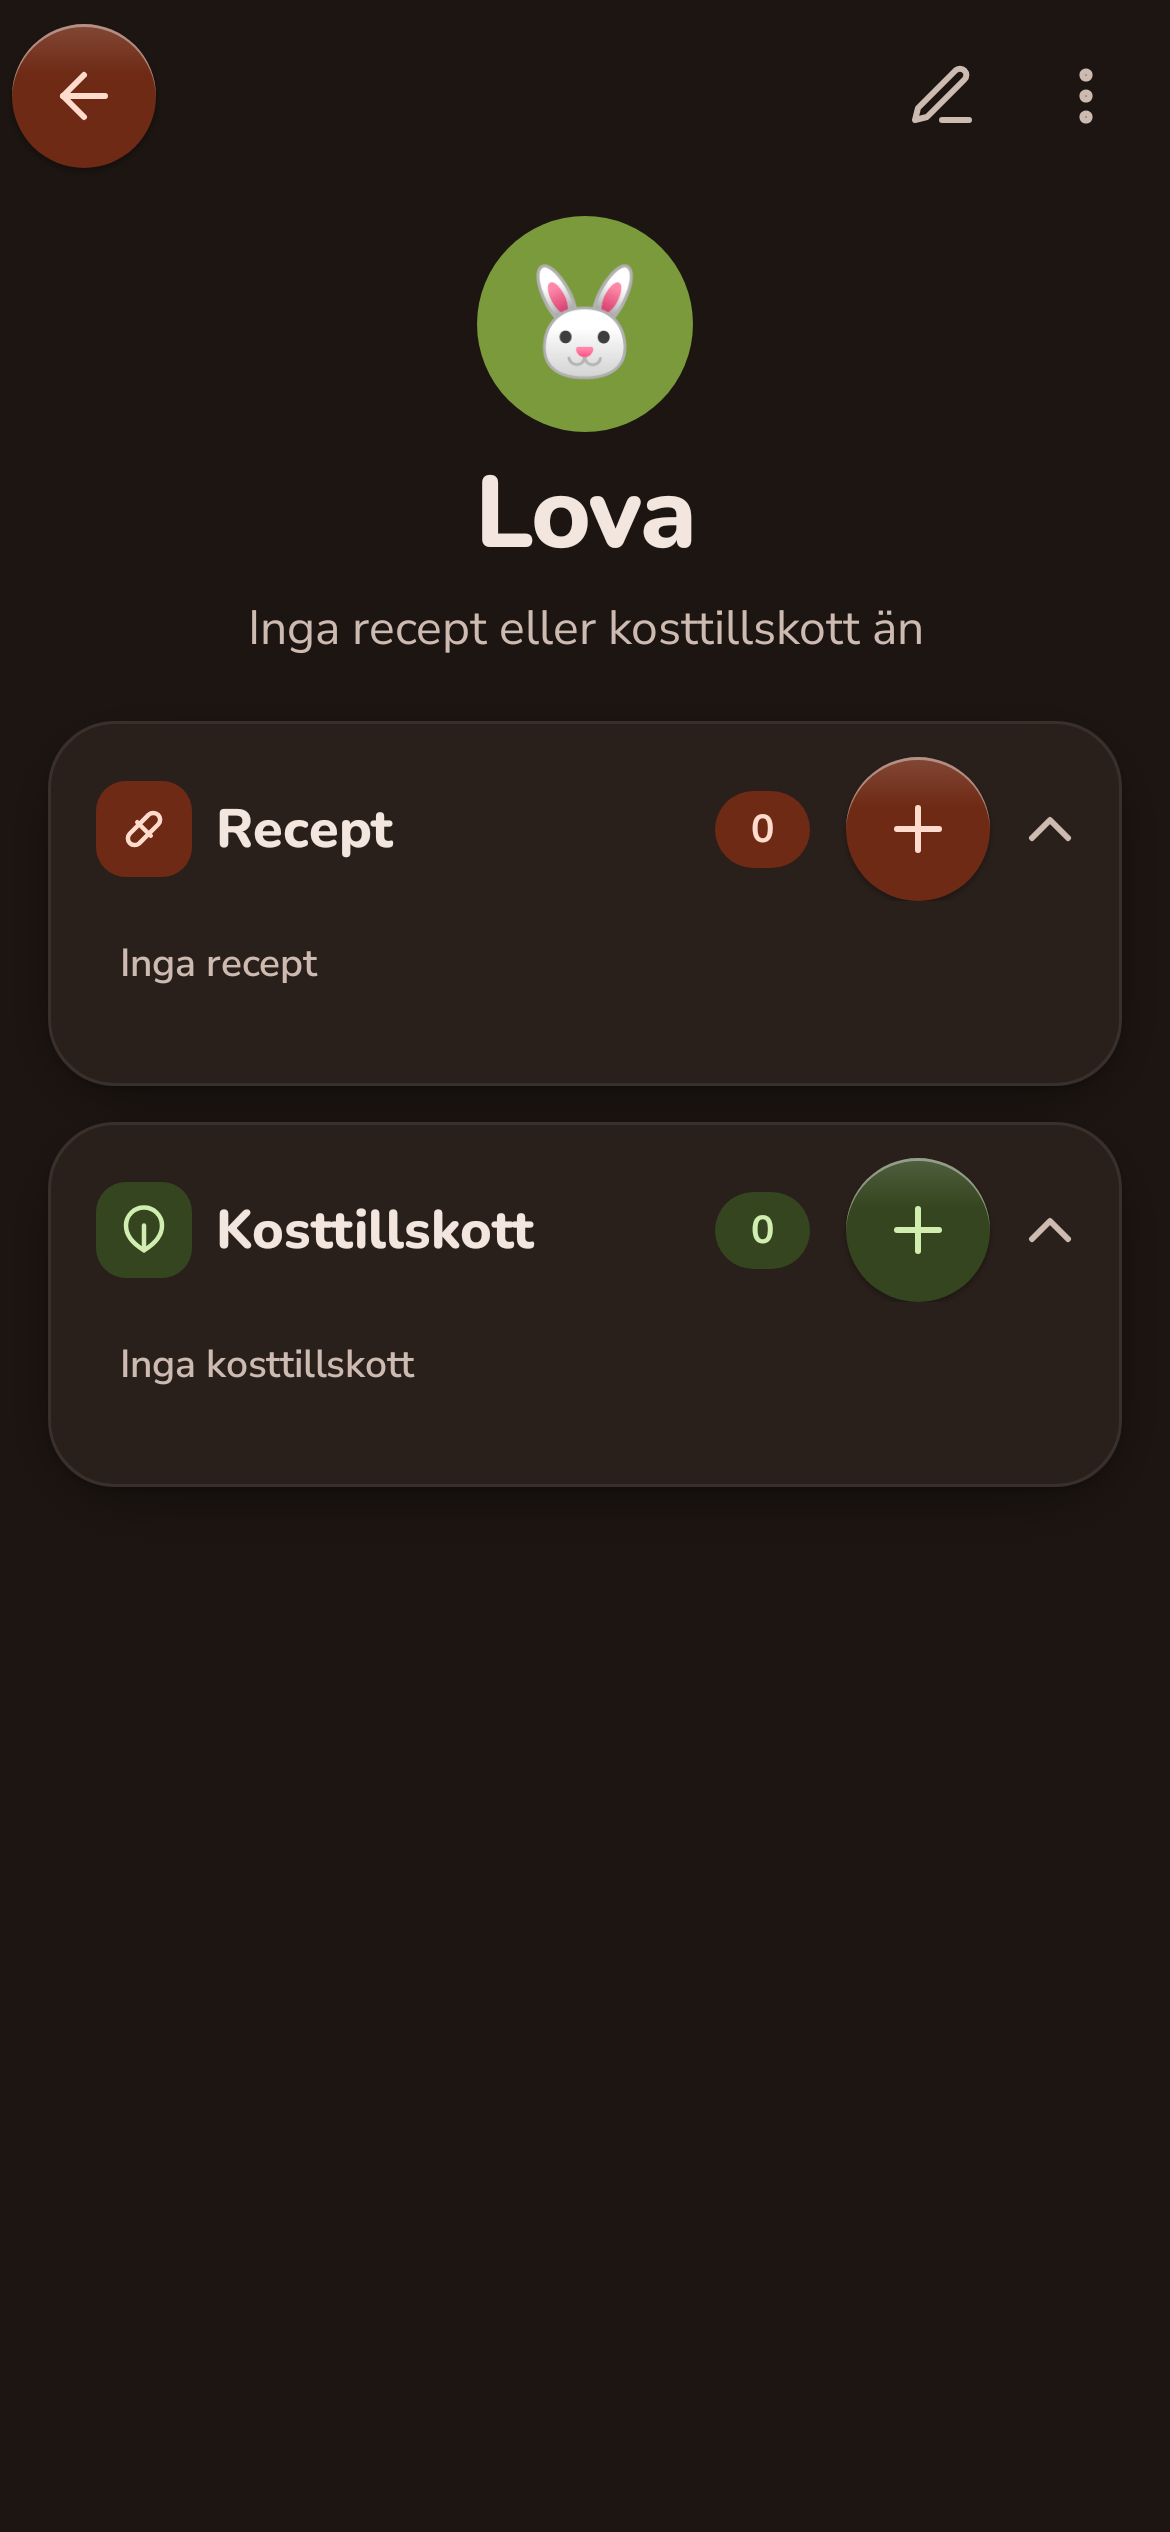 Lova
Inga recept eller kosttillskott än
Recept
0
Inga recept
Kosttillskott
0
Inga kosttillskott